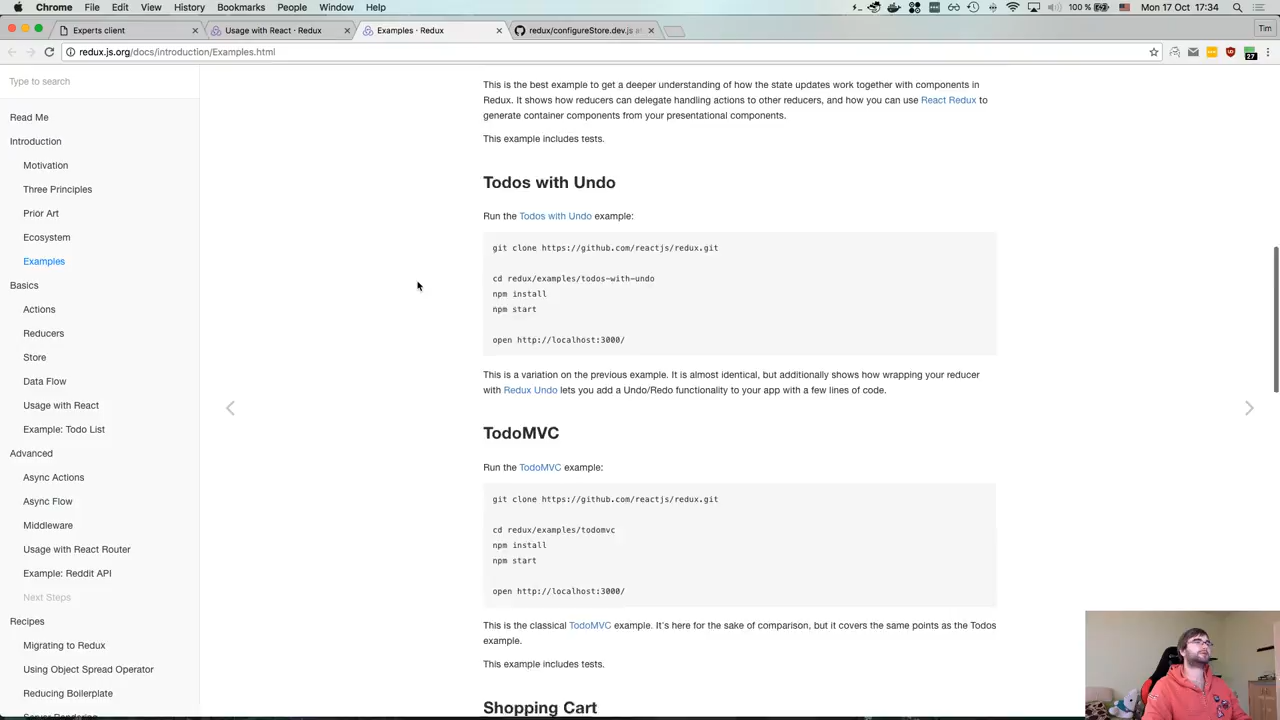 Chrome File Edit View History Bookmarks People Window Help 100 % Mon 17 Oct 17:34
Experts client
Usage with React · Redux
Examples · Redux
redux/configureStore.dev.js at
Tim
redux.js.org/docs/introduction/Examples.html
27
Type to search
Read Me
Introduction
Motivation
Three Principles
Prior Art
Ecosystem
Examples
Basics
Actions
Reducers
Store
Data Flow
Usage with React
Example: Todo List
Advanced
Async Actions
Async Flow
Middleware
Usage with React Router
Example: Reddit API
Next Steps
Recipes
Migrating to Redux
Using Object Spread Operator
Reducing Boilerplate
Server Rendering
This is the best example to get a deeper understanding of how the state updates work together with components in
Redux. It shows how reducers can delegate handling actions to other reducers, and how you can use React Redux to
generate container components from your presentational components.
This example includes tests.
Todos with Undo
Run the Todos with Undo example:
git clone https://github.com/reactjs/redux.git
cd redux/examples/todos-with-undo
npm install
npm start
open http://localhost:3000/
This is a variation on the previous example. It is almost identical, but additionally shows how wrapping your reducer
with Redux Undo lets you add a Undo/Redo functionality to your app with a few lines of code.
TodoMVC
Run the TodoMVC example:
git clone https://github.com/reactjs/redux.git
cd redux/examples/todomvc
npm install
npm start
open http://localhost:3000/
This is the classical TodoMVC example. It's here for the sake of comparison, but it covers the same points as the Todos
example.
This example includes tests.
Shopping Cart